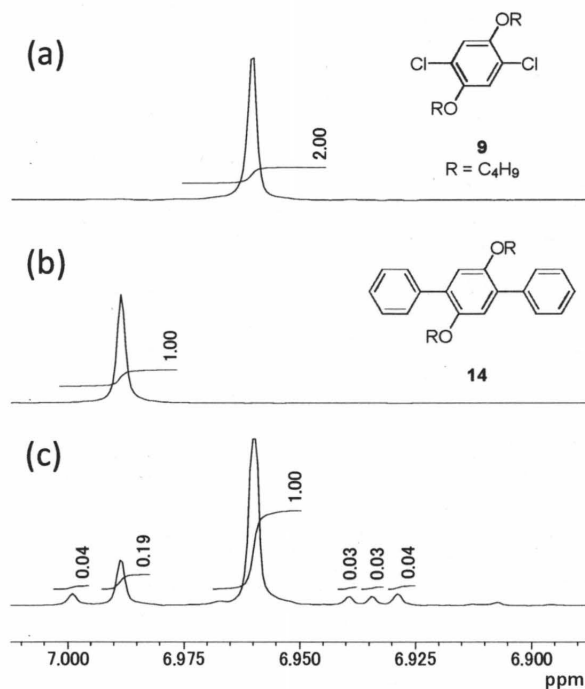 (a)
OR
Cl
Cl
RO
2.00
9
R = C4H9
(b)
OR
RO
1.00
14
(c)
0.04
0.19
1.00
0.03
0.03
0.04
7.000
6.975
6.950
6.925
6.900
ppm